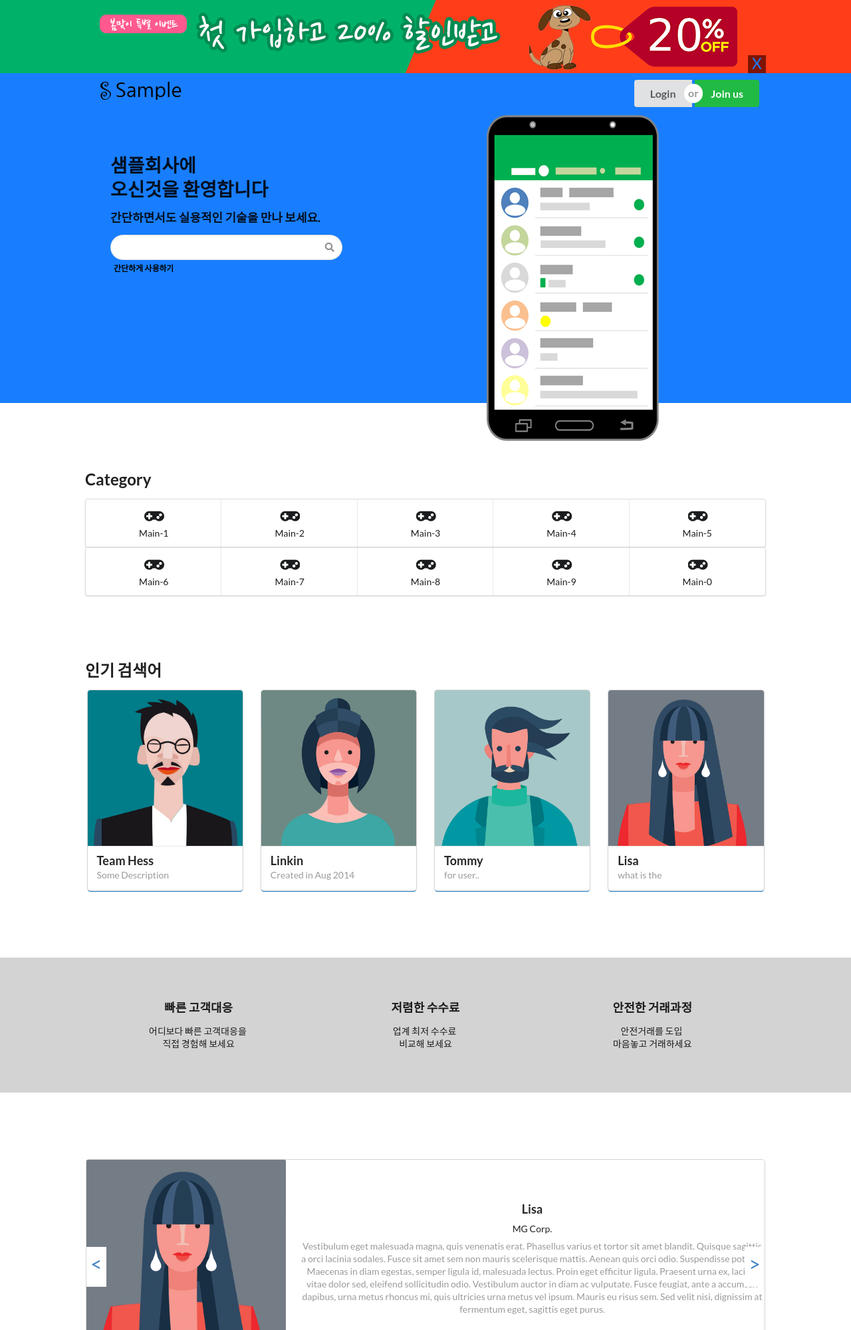 봄맞이 특별 이벤트
첫 가입하고 20% 할인받고
20%
OFF
X
Sample
Login or Join us
샘플회사에
오신것을 환영합니다
간단하면서도 실용적인 기술을 만나 보세요.
간단하게 사용하기
Category
Main-1 Main-2 Main-3 Main-4 Main-5
Main-6 Main-7 Main-8 Main-9 Main-0
인기 검색어
Team Hess
Some Description
Linkin
Created in Aug 2014
Tommy
for user..
Lisa
what is the
빠른 고객대응
어디보다 빠른 고객대응을
직접 경험해 보세요
저렴한 수수료
업계 최저 수수료
비교해 보세요
안전한 거래과정
안전거래를 도입
마음놓고 거래하세요
Lisa
MG Corp.
Vestibulum eget malesuada magna, quis venenatis erat. Phasellus varius et tortor sit amet blandit. Quisque sagittis
a orci lacinia sodales. Fusce sit amet sem non mauris scelerisque mattis. Aenean quis orci odio. Suspendisse pot
Maecenas in diam egestas, semper ligula id, malesuada lectus. Proin eget efficitur ligula. Praesent urna ex, laci
vitae dolor sed, eleifend sollicitudin odio. Vestibulum auctor in diam ac vulputate. Fusce feugiat, ante a accum
dapibus, urna metus rhoncus mi, quis ultricies urna metus vel ipsum. Mauris eu risus sem. Sed velit nisi, dignissim at
fermentum eget, sagittis eget purus.
< >